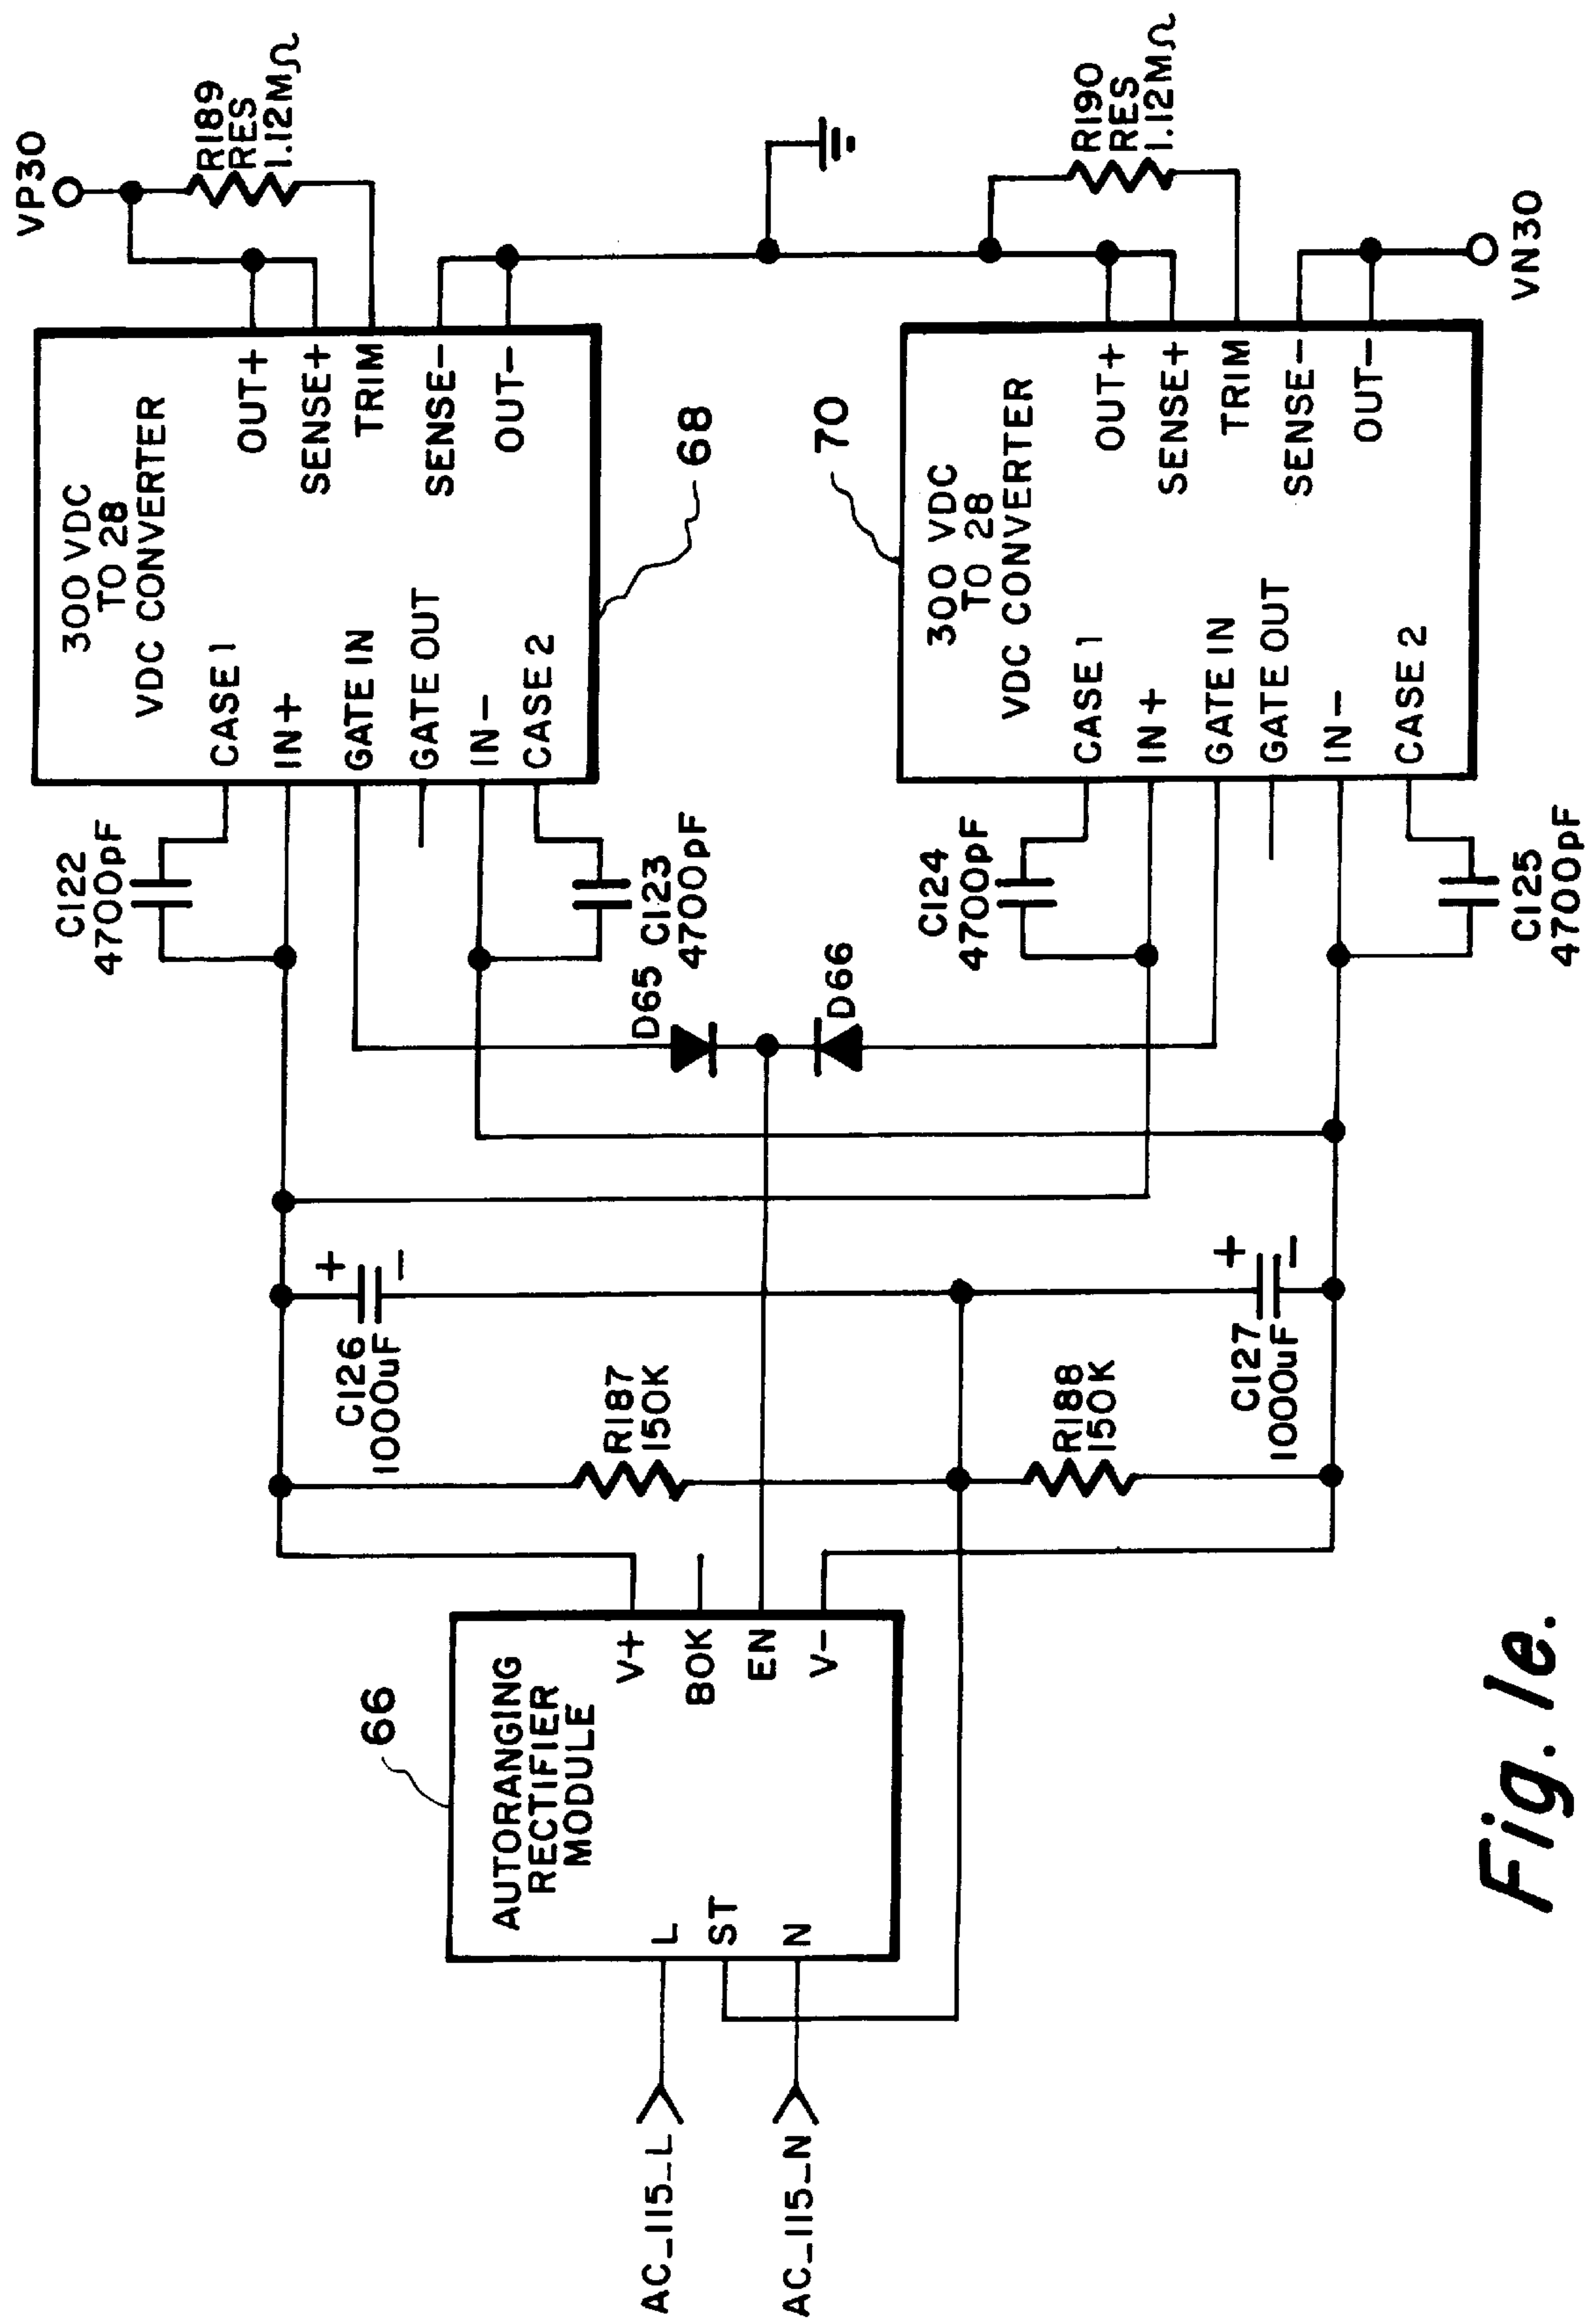 AC_115_L
AC_115_N
66
AUTORANGING
RECTIFIER
MODULE
L
ST
N
V+
BOK
EN
V-
R187
150K
R188
150K
C126
1000uF
+
-
C127
1000uF
+
-
D65
D66
C122
4700pF
C123
4700pF
C124
4700pF
C125
4700pF
300 VDC
TO 28
VDC CONVERTER
CASE 1
IN+
GATE IN
GATE OUT
IN-
CASE 2
OUT+
SENSE+
TRIM
SENSE-
OUT-
68
70
300 VDC
TO 28
VDC CONVERTER
CASE 1
IN+
GATE IN
GATE OUT
IN-
CASE 2
OUT+
SENSE+
TRIM
SENSE-
OUT-
VP30
R189
RES
1.12MΩ
R190
RES
1.12MΩ
VN30
Fig. 1e.